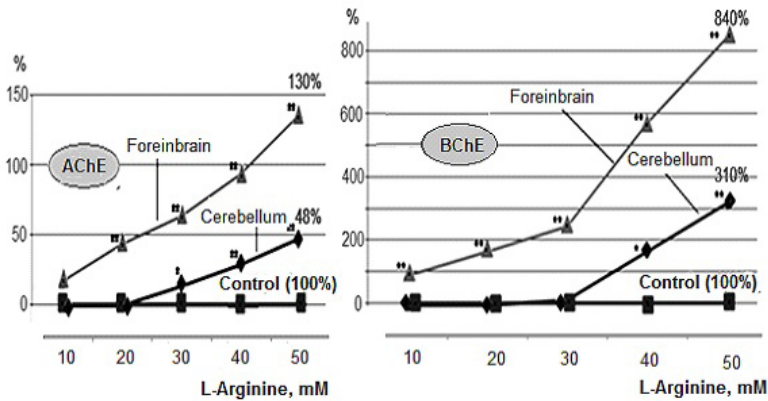 %
130%
150
Foreinbrain
AChE
100
Cerebellum
48%
50
Control (100%)
0
10 20 30 40 50
L-Arginine, mM
%
840%
800
Foreinbrain
600
BChE
Cerebellum
400
310%
200
Control (100%)
0
10 20 30 40 50
L-Arginine, mM